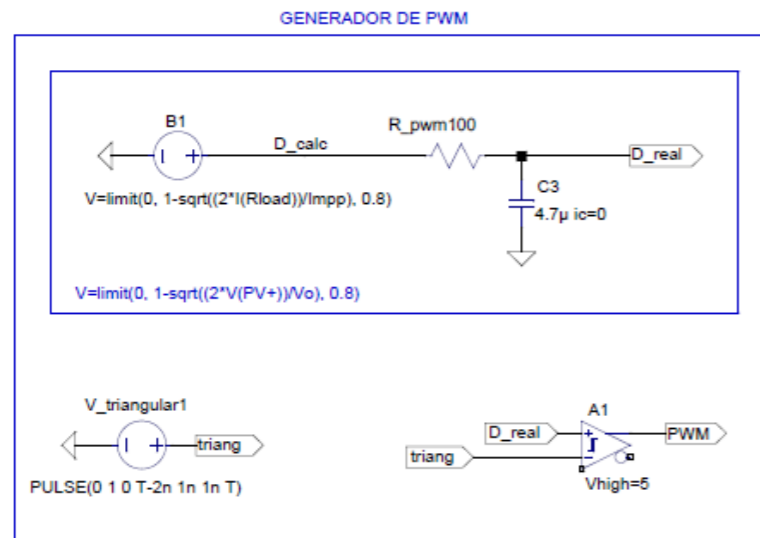 GENERADOR DE PWM
B1
D_calc
R_pwm100
D_real
V=limit(0, 1-sqrt((2*I(Rload))/Impp), 0.8)
C3
4.7µ ic=0
V=limit(0, 1-sqrt((2*V(PV+))/Vo), 0.8)
V_triangular1
triang
PULSE(0 1 0 T-2n 1n 1n T)
A1
D_real
PWM
triang
Vhigh=5